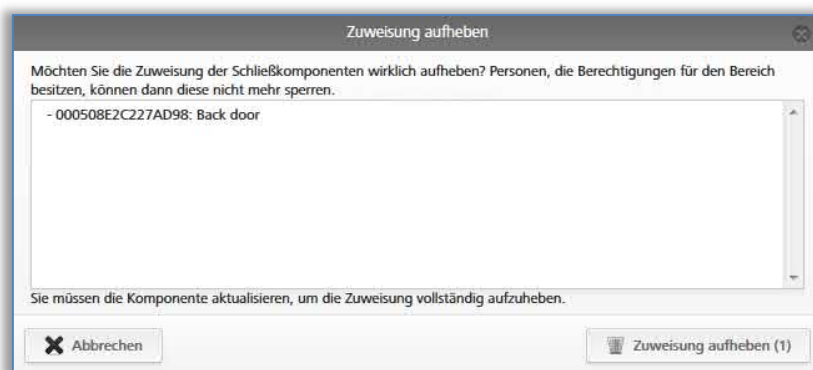 Zuweisung aufheben
Möchten Sie die Zuweisung der Schließkomponenten wirklich aufheben? Personen, die Berechtigungen für den Bereich
besitzen, können dann diese nicht mehr sperren.
- 000508E2C227AD98: Back door
Sie müssen die Komponente aktualisieren, um die Zuweisung vollständig aufzuheben.
Abbrechen
Zuweisung aufheben (1)